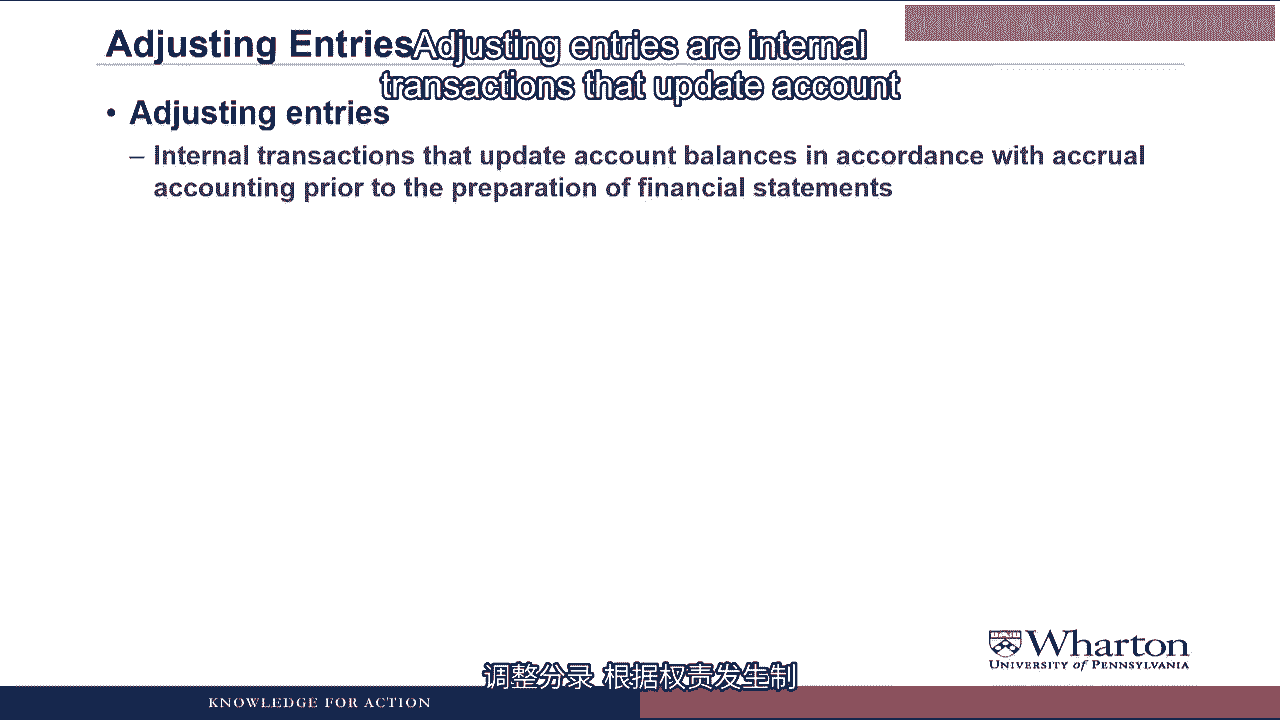 Adjusting Entries
Adjusting entries are internal
transactions that update account
• Adjusting entries
– Internal transactions that update account balances in accordance with accrual
accounting prior to the preparation of financial statements
Wharton
UNIVERSITY of PENNSYLVANIA
调整分录 根据权责发生制
KNOWLEDGE FOR ACTION